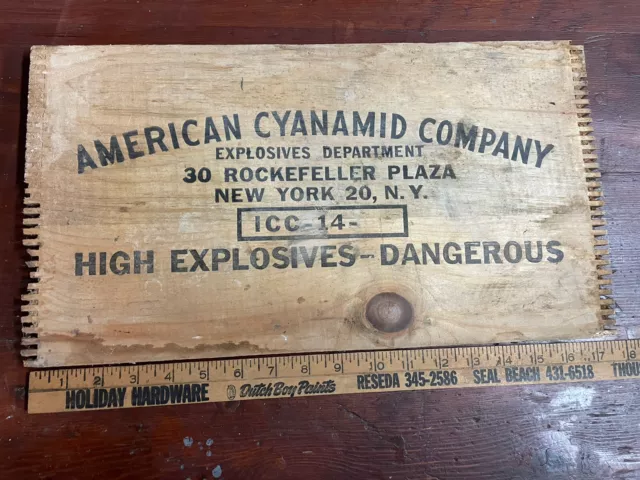 AMERICAN CYANAMID COMPANY
EXPLOSIVES DEPARTMENT
30 ROCKEFELLER PLAZA
NEW YORK 20, N. Y.
ICC-14-
HIGH EXPLOSIVES-DANGEROUS
1 2 3 4 5 6 7 8 9 10 11 12 13 14 15 16 17 18
HOLIDAY HARDWARE Dutch Boy Paints RESEDA 345-2586 SEAL BEACH 431-6518 THOUS